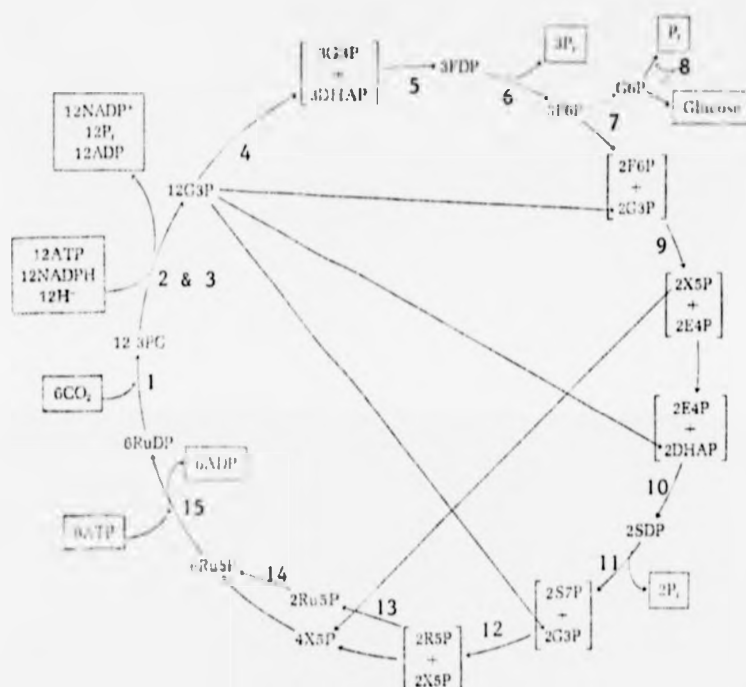 3G3P
+
3DHAP
5
3FDP
3Pᵢ
6
3F6P
7
G6P
Pᵢ
8
Glucose
12NADP⁺
12Pᵢ
12ADP
4
12G3P
2F6P
+
2G3P
9
12ATP
12NADPH
12H⁺
2 & 3
2X5P
+
2E4P
12 3PG
1
6CO₂
2E4P
+
2DHAP
10
6RuDP
6ADP
15
6ATP
2SDP
11
2Pᵢ
6Ru5P
14
2Ru5P
13
4X5P
2R5P
+
2X5P
12
2S7P
+
2G3P